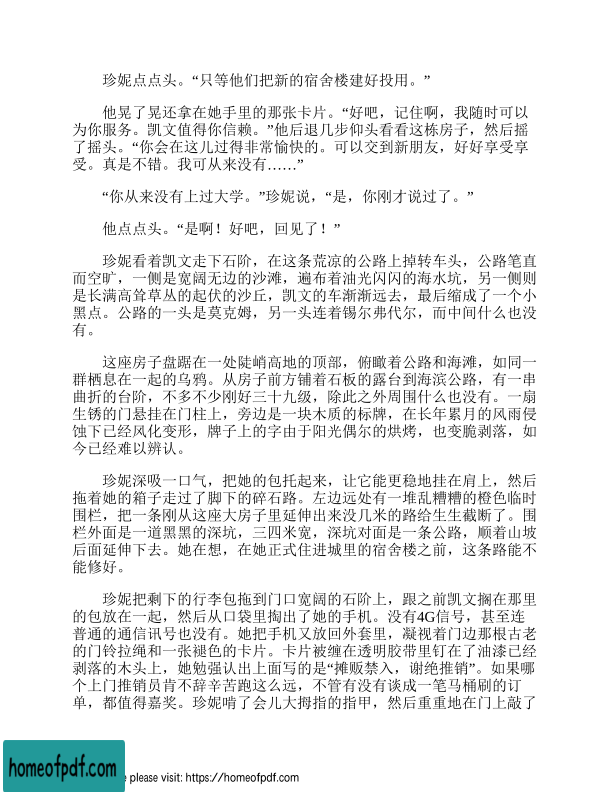 珍妮点点头。“只等他们把新的宿舍楼建好投用。”
他晃了晃还拿在她手里的那张卡片。“好吧，记住啊，我随时可以
为你服务。凯文值得你信赖。”他后退几步仰头看看这栋房子，然后摇
了摇头。“你会在这儿过得非常愉快的。可以交到新朋友，好好享受享
受。真是不错。我可从来没有……”
“你从来没有上过大学。”珍妮说，“是，你刚才说过了。”
他点点头。“是啊！好吧，回见了！”
珍妮看着凯文走下石阶，在这条荒凉的公路上掉转车头，公路笔直
而空旷，一侧是宽阔无边的沙滩，遍布着油光闪闪的海水坑，另一侧则
是长满高耸草丛的起伏的沙丘，凯文的车渐渐远去，最后缩成了一个小
黑点。公路的一头是莫克姆，另一头连着锡尔弗代尔，而中间什么也没
有。
这座房子盘踞在一处陡峭高地的顶部，俯瞰着公路和海滩，如同一
群栖息在一起的乌鸦。从房子前方铺着石板的露台到海滨公路，有一串
曲折的台阶，不多不少刚好三十九级，除此之外周围什么也没有。一扇
生锈的门悬挂在门柱上，旁边是一块木质的标牌，在长年累月的风雨侵
蚀下已经风化变形，牌子上的字由于阳光偶尔的烘烤，也变脆剥落，如
今已经难以辨认。
珍妮深吸一口气，把她的包托起来，让它能更稳地挂在肩上，然后
拖着她的箱子走过了脚下的碎石路。左边远处有一堆乱糟糟的橙色临时
围栏，把一条刚从这座大房子里延伸出来没几米的路给生生截断了。围
栏外面是一道黑黑的深坑，三四米宽，深坑对面是一条公路，顺着山坡
后面延伸下去。她在想，在她正式住进城里的宿舍楼之前，这条路能不
能修好。
珍妮把剩下的行李包拖到门口宽阔的石阶上，跟之前凯文搁在那里
的包放在一起，然后从口袋里掏出了她的手机。没有4G信号，甚至连
普通的通信讯号也没有。她把手机又放回外套里，凝视着门边那根古老
的门铃拉绳和一张褪色的卡片。卡片被缠在透明胶带里钉在了油漆已经
剥落的木头上，她勉强认出上面写的是“摊贩禁入，谢绝推销”。如果哪
个上门推销员肯不辞辛苦跑这么远，不管有没有谈成一笔马桶刷的订
单，都值得嘉奖。珍妮啃了会儿大拇指的指甲，然后重重地在门上敲了
homeofpdf.com
e please visit: https://homeofpdf.com